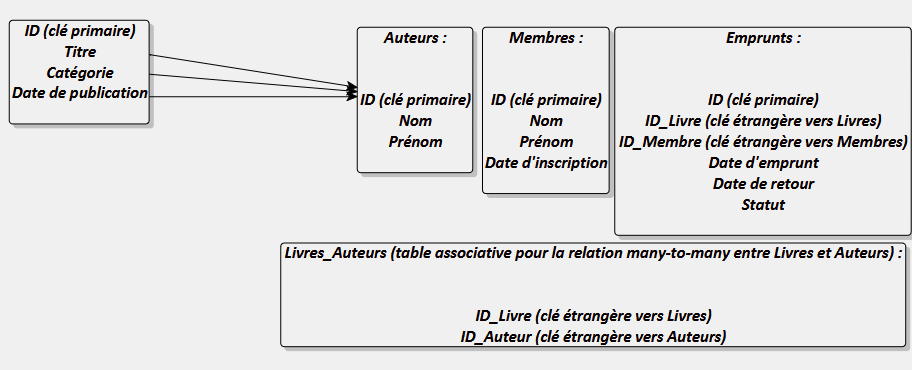 ID (clé primaire)
Titre
Catégorie
Date de publication
Auteurs :
ID (clé primaire)
Nom
Prénom
Membres :
ID (clé primaire)
Nom
Prénom
Date d'inscription
Emprunts :
ID (clé primaire)
ID_Livre (clé étrangère vers Livres)
ID_Membre (clé étrangère vers Membres)
Date d'emprunt
Date de retour
Statut
Livres_Auteurs (table associative pour la relation many-to-many entre Livres et Auteurs) :
ID_Livre (clé étrangère vers Livres)
ID_Auteur (clé étrangère vers Auteurs)